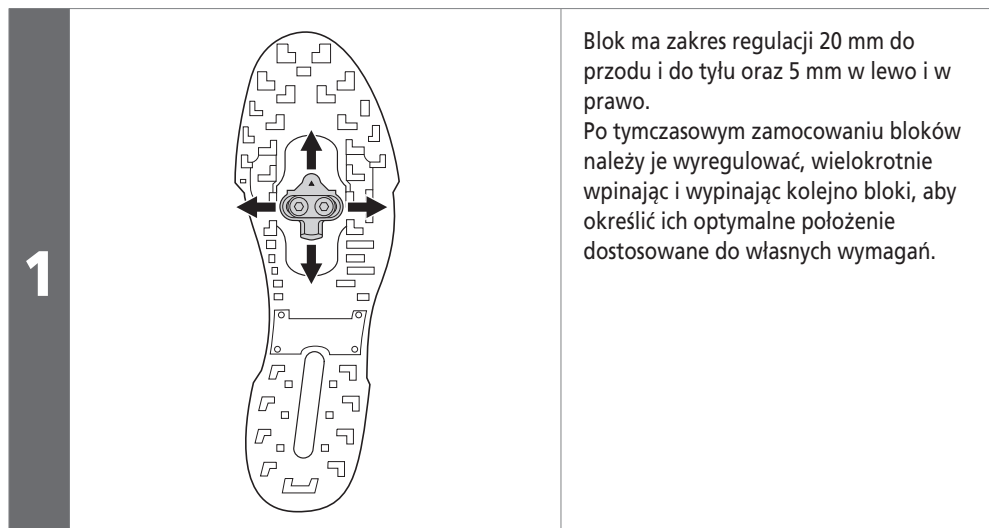 1
Blok ma zakres regulacji 20 mm do
przodu i do tyłu oraz 5 mm w lewo i w
prawo.
Po tymczasowym zamocowaniu bloków
należy je wyregulować, wielokrotnie
wpinając i wypinając kolejno bloki, aby
określić ich optymalne położenie
dostosowane do własnych wymagań.